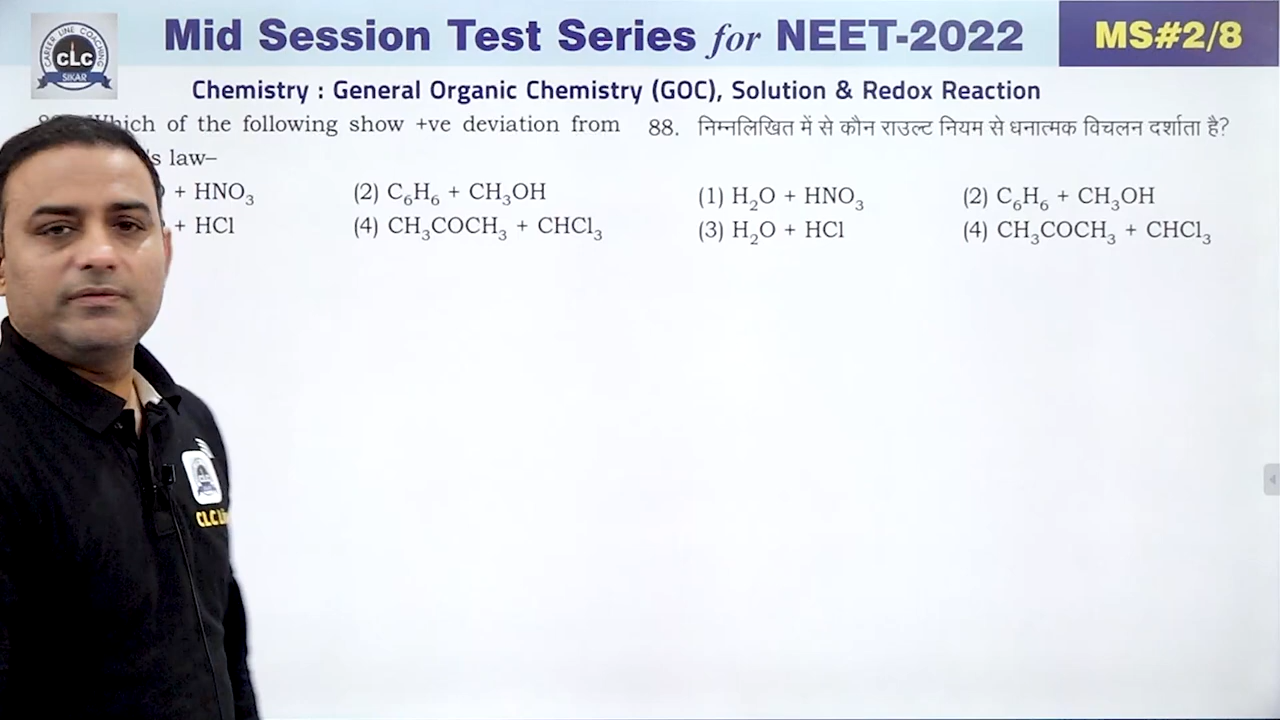 Mid Session Test Series for NEET-2022
MS#2/8
CAREER LINE COACHING
CLC
SIKAR
Chemistry : General Organic Chemistry (GOC), Solution & Redox Reaction
Which of the following show +ve deviation from
's law–
+ HNO₃ (2) C₆H₆ + CH₃OH
+ HCl (4) CH₃COCH₃ + CHCl₃
88. निम्नलिखित में से कौन राउल्ट नियम से धनात्मक विचलन दर्शाता है?
(1) H₂O + HNO₃ (2) C₆H₆ + CH₃OH
(3) H₂O + HCl (4) CH₃COCH₃ + CHCl₃
CLC